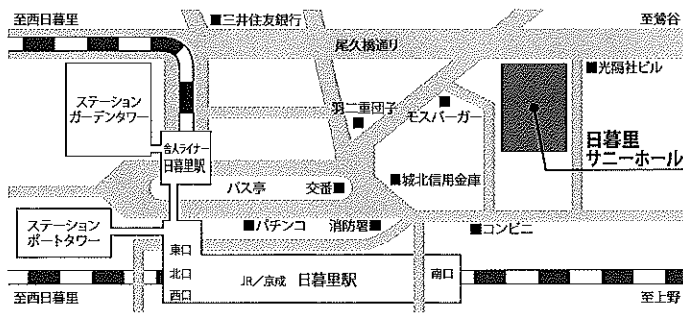 至西日暮里
■三井住友銀行
至鶯谷
尾久橋通り
■光陽社ビル
ステーション
ガーデンタワー
羽二重団子
■
■
モスバーガー
舎人ライナー
日暮里駅
日暮里
サニーホール
バス亭
交番■
■城北信用金庫
ステーション
ポートタワー
■パチンコ
消防署■
■コンビニ
東口
北口
西口
JR/京成 日暮里駅
南口
至西日暮里
至上野